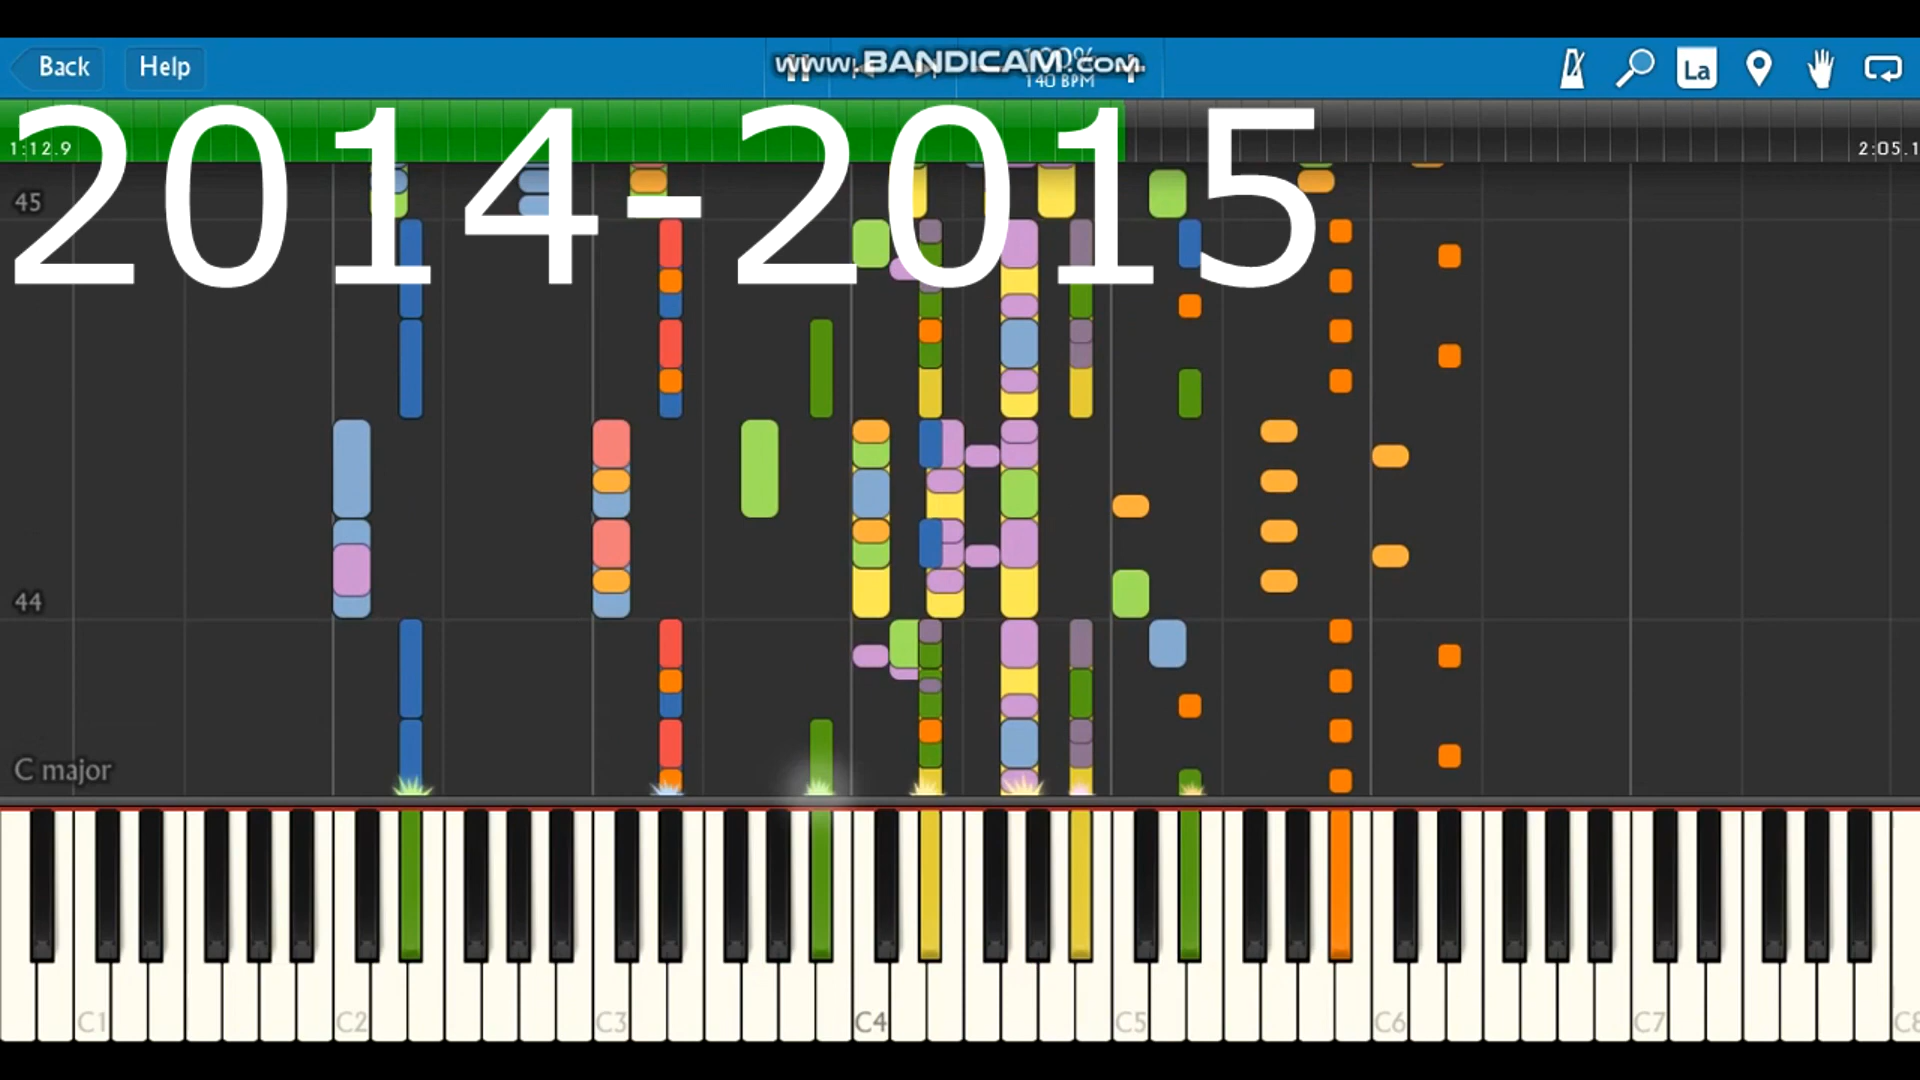 Back Help www.BANDICAM.com La
140 BPM
2014-2015
1:12.9 2:05.1
45
44
C major
C1 C2 C3 C4 C5 C6 C7 C8